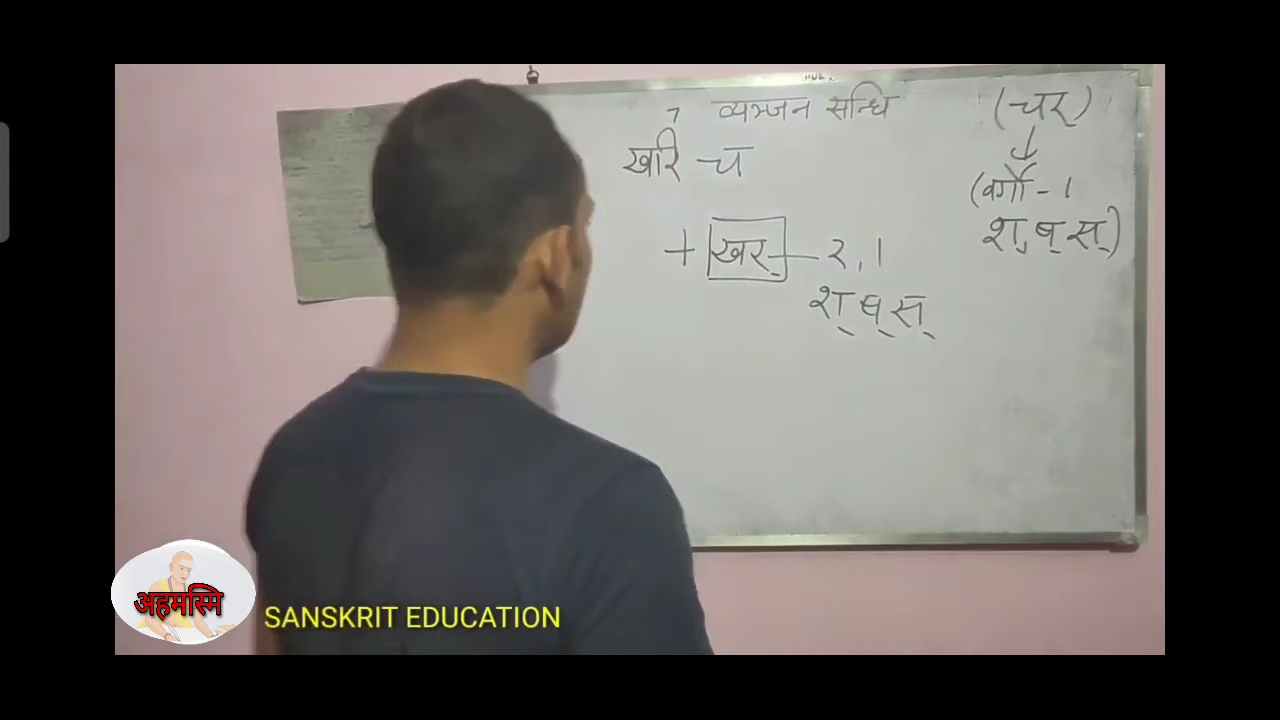 व्यञ्जन सन्धि
खरि च
+ खर् — २,१
श् ष् स्
(चर्)
↓
(वर्गो - १
श्, ष् स्)
अहमस्मि
SANSKRIT EDUCATION